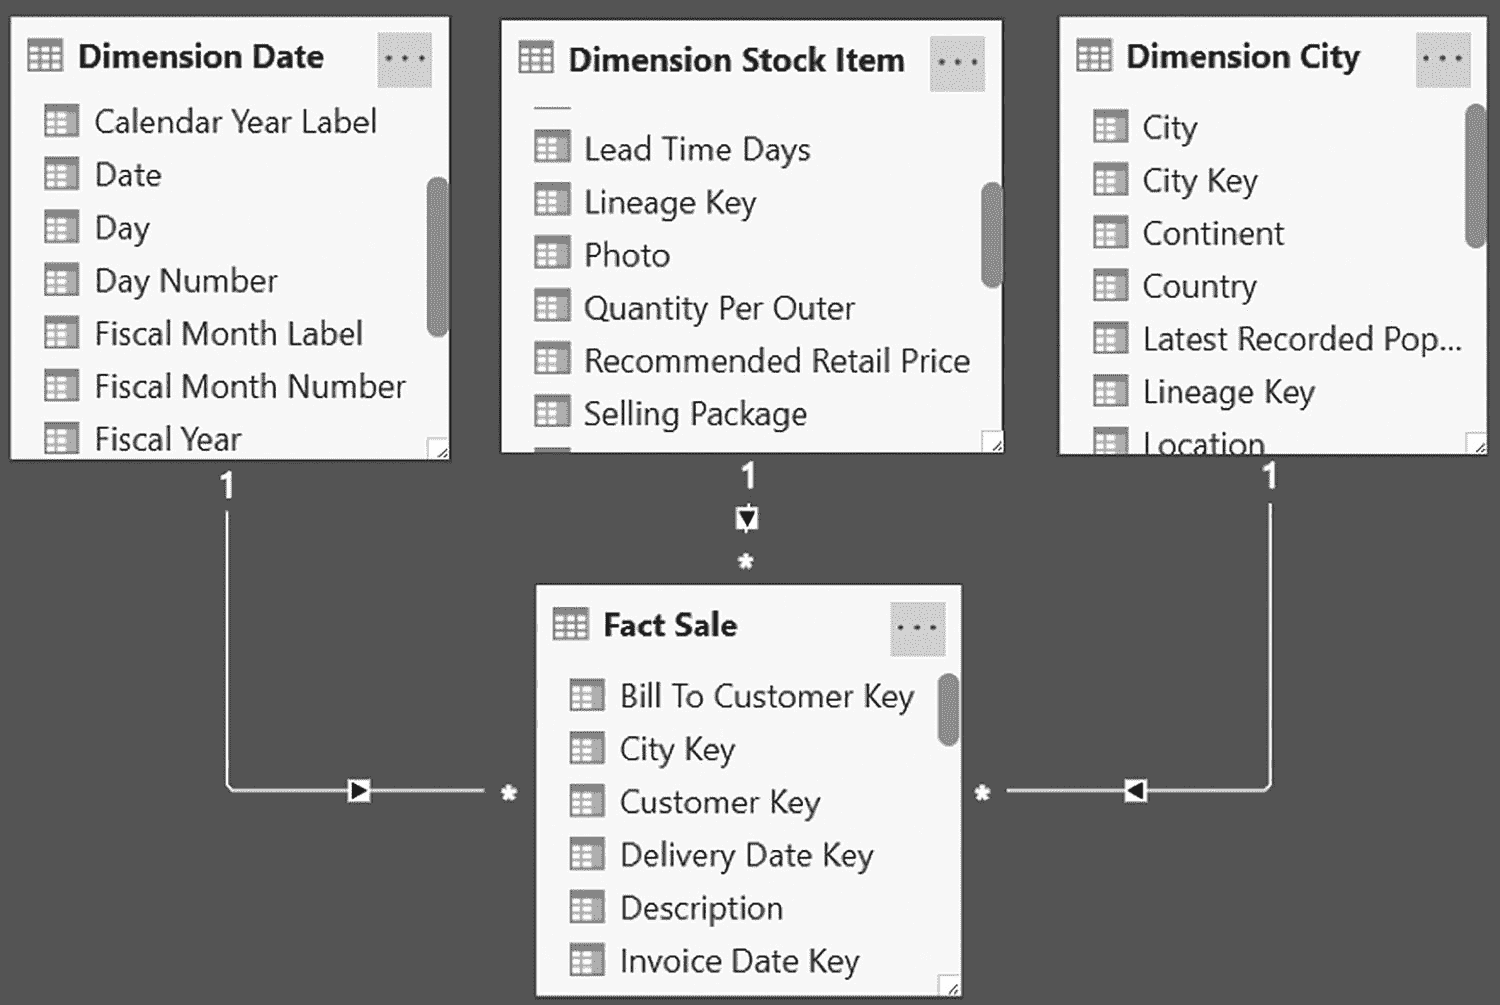 Dimension Date
...
Calendar Year Label
Date
Day
Day Number
Fiscal Month Label
Fiscal Month Number
Fiscal Year
Dimension Stock Item
...
Lead Time Days
Lineage Key
Photo
Quantity Per Outer
Recommended Retail Price
Selling Package
Dimension City
...
City
City Key
Continent
Country
Latest Recorded Pop...
Lineage Key
Location
1
1
1
*
*
*
Fact Sale
...
Bill To Customer Key
City Key
Customer Key
Delivery Date Key
Description
Invoice Date Key